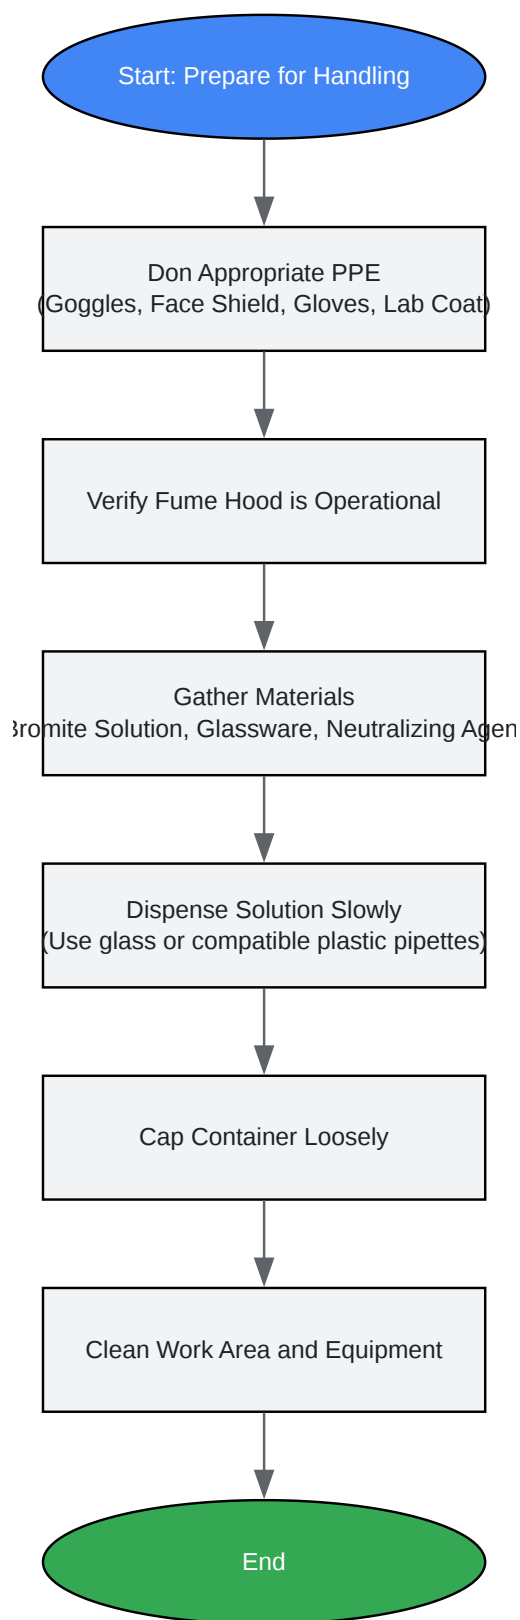 Start: Prepare for Handling
Don Appropriate PPE
(Goggles, Face Shield, Gloves, Lab Coat)
Verify Fume Hood is Operational
Gather Materials
Solution, Glassware, Neutralizing
Dispense Solution Slowly
(Use glass or compatible plastic pipettes)
Cap Container Loosely
Clean Work Area and Equipment
End